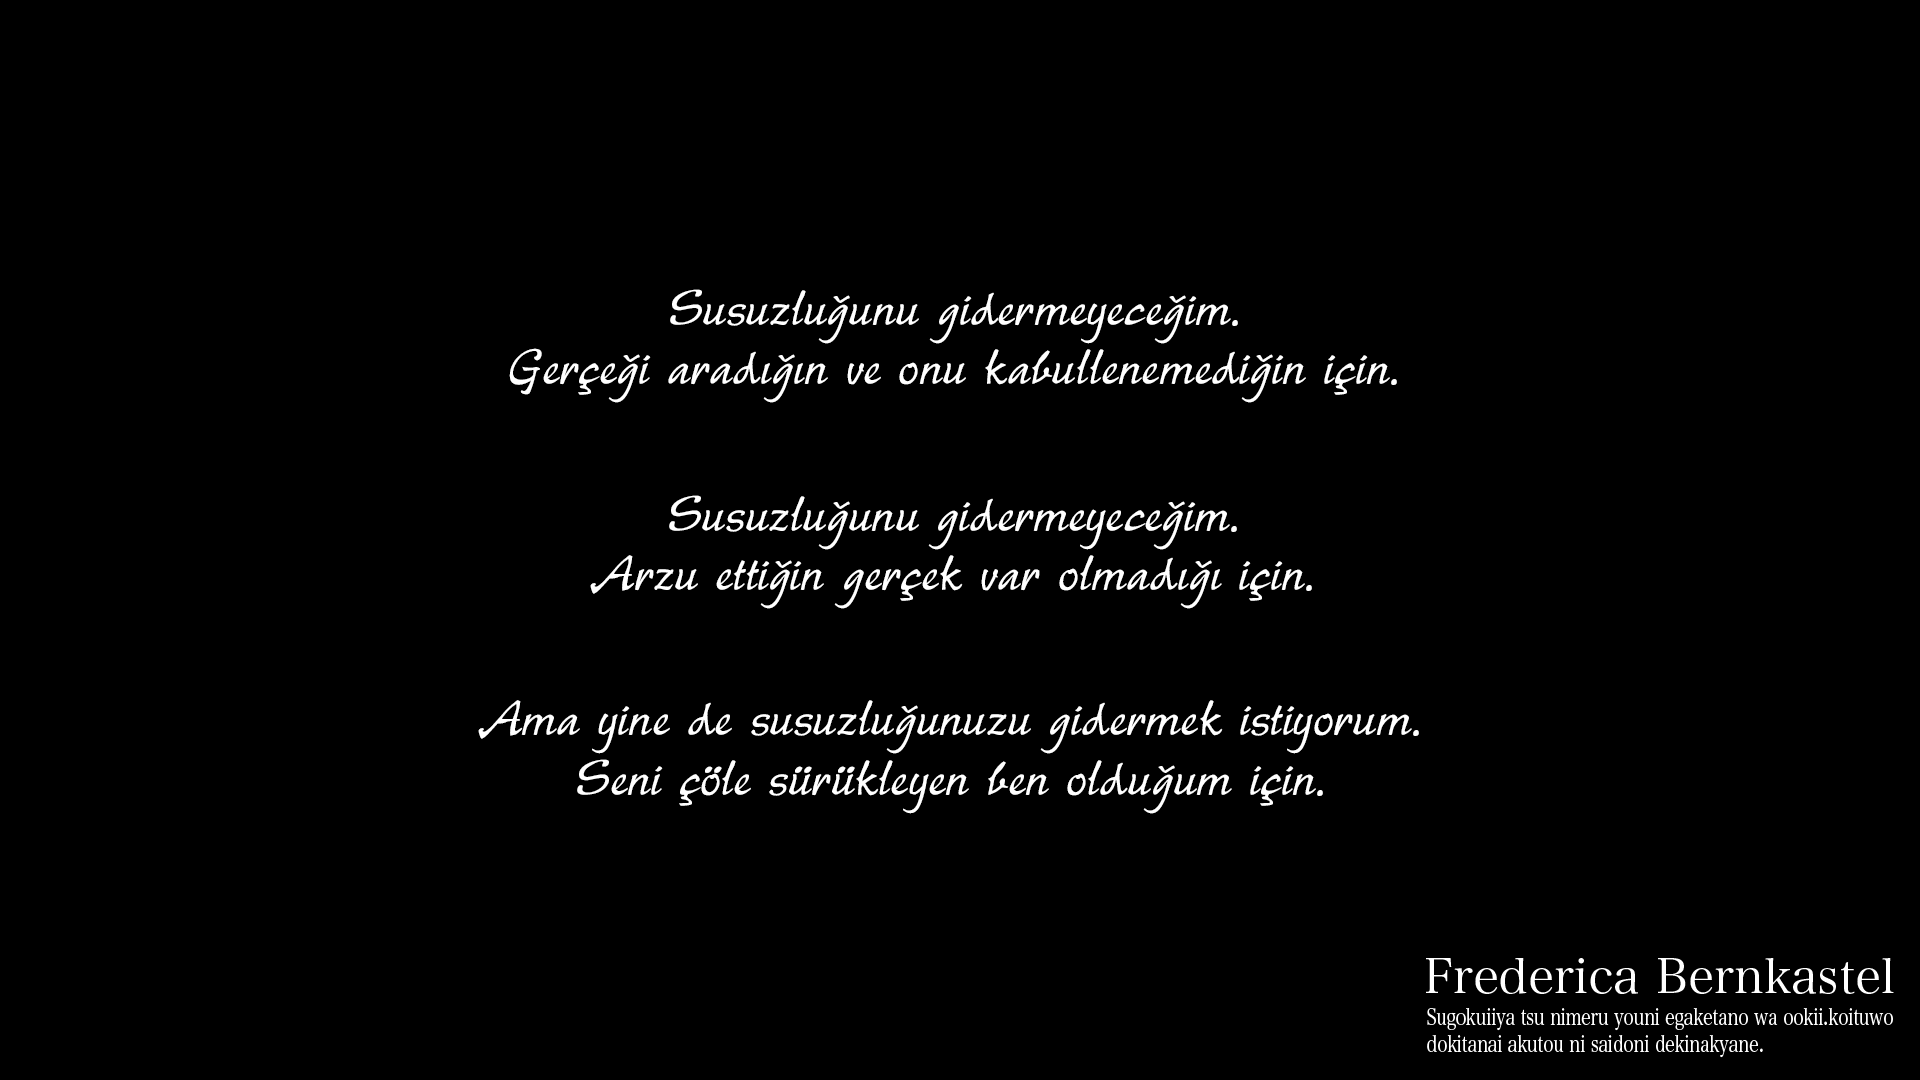 Susuzluğunu gidermeyeceğim.
Gerçeği aradığın ve onu kabullenemediğin için.
Susuzluğunu gidermeyeceğim.
Arzu ettiğin gerçek var olmadığı için.
Ama yine de susuzluğunuzu gidermek istiyorum.
Seni çöle sürükleyen ben olduğum için.
Frederica Bernkastel
Sugokuiiya tsu nimeru youni egaketano wa ookii.koituwo
dokitanai akutou ni saidoni dekinakyane.